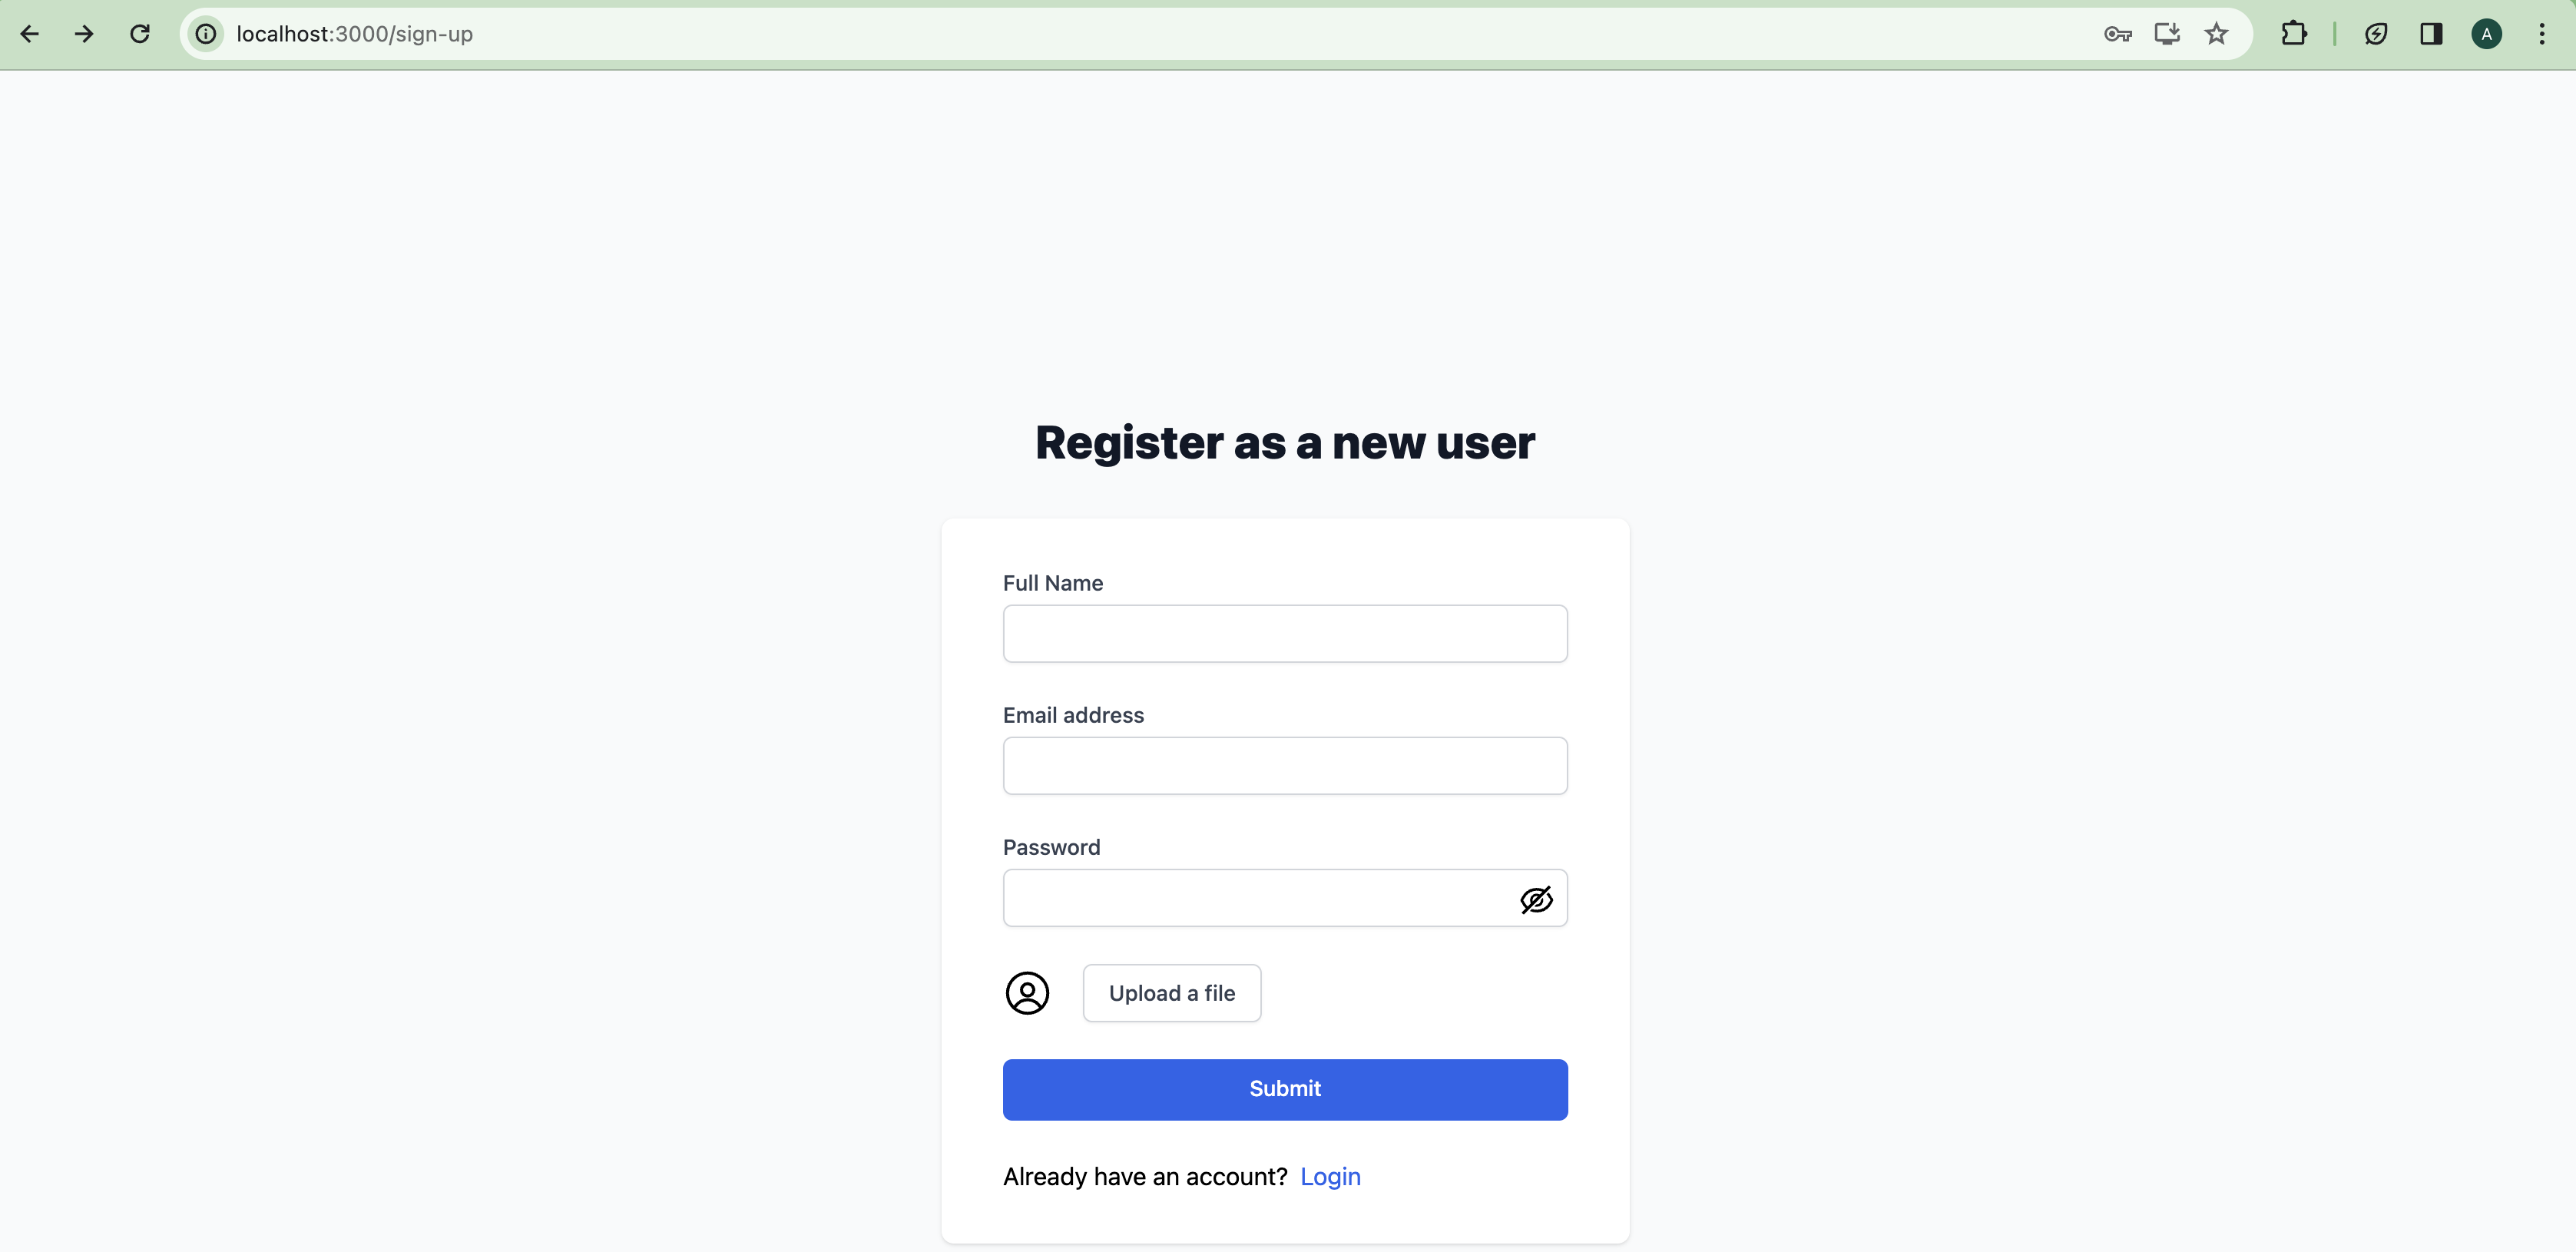 localhost:3000/sign-up
A
Register as a new user
Full Name
Email address
Password
Upload a file
Submit
Already have an account? Login